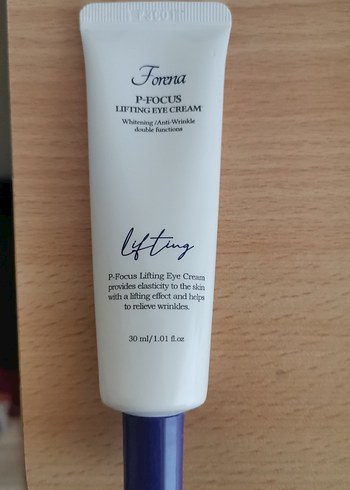 Forena
P-FOCUS
LIFTING EYE CREAM
Whitening /Anti-Wrinkle
double functions
lifting
P-Focus Lifting Eye Cream
provides elasticity to the skin
with a lifting effect and helps
to relieve wrinkles.
30 ml/1.01 fl.oz